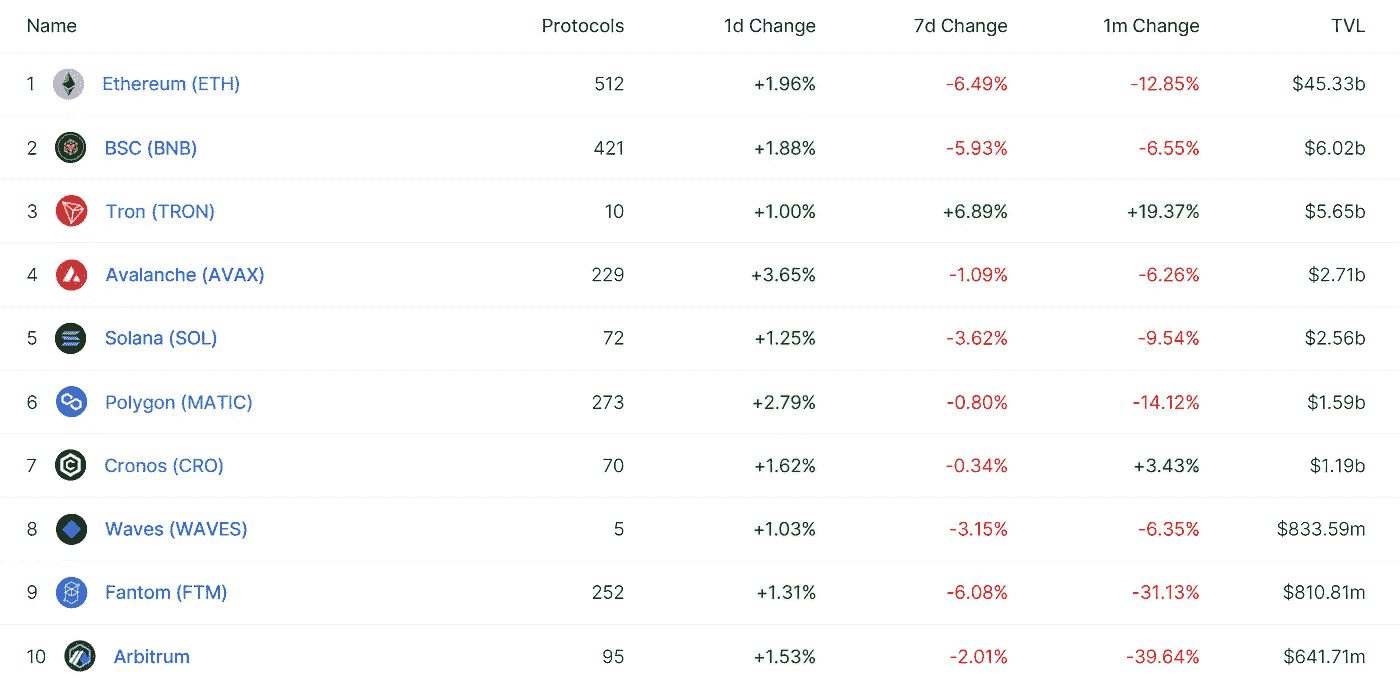 Name Protocols 1d Change 7d Change 1m Change TVL
1 Ethereum (ETH) 512 +1.96% -6.49% -12.85% $45.33b
2 BSC (BNB) 421 +1.88% -5.93% -6.55% $6.02b
3 Tron (TRON) 10 +1.00% +6.89% +19.37% $5.65b
4 Avalanche (AVAX) 229 +3.65% -1.09% -6.26% $2.71b
5 Solana (SOL) 72 +1.25% -3.62% -9.54% $2.56b
6 Polygon (MATIC) 273 +2.79% -0.80% -14.12% $1.59b
7 Cronos (CRO) 70 +1.62% -0.34% +3.43% $1.19b
8 Waves (WAVES) 5 +1.03% -3.15% -6.35% $833.59m
9 Fantom (FTM) 252 +1.31% -6.08% -31.13% $810.81m
10 Arbitrum 95 +1.53% -2.01% -39.64% $641.71m